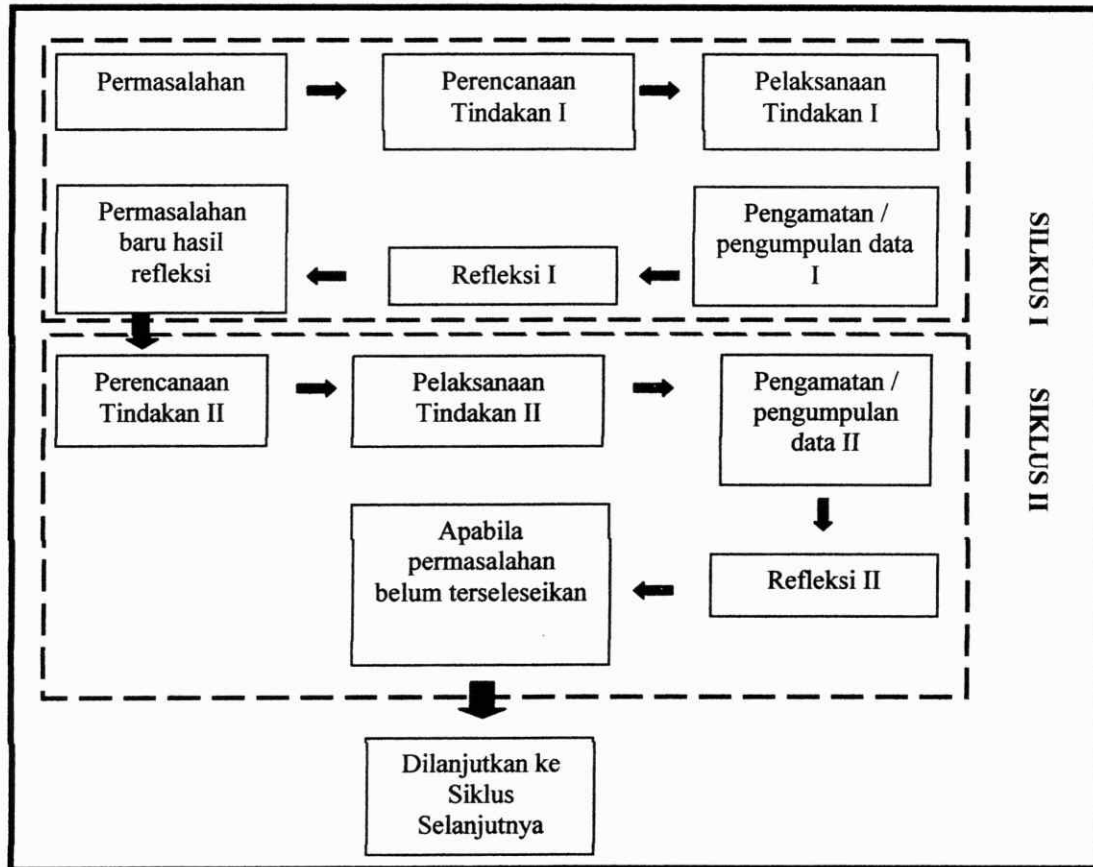 Permasalahan
Perencanaan
Tindakan I
Pelaksanaan
Tindakan I
Permasalahan
baru hasil
refleksi
Refleksi I
Pengamatan /
pengumpulan data
I
SILKUS I
Perencanaan
Tindakan II
Pelaksanaan
Tindakan II
Pengamatan /
pengumpulan
data II
SIKLUS II
Apabila
permasalahan
belum terseleseikan
Refleksi II
Dilanjutkan ke
Siklus
Selanjutnya